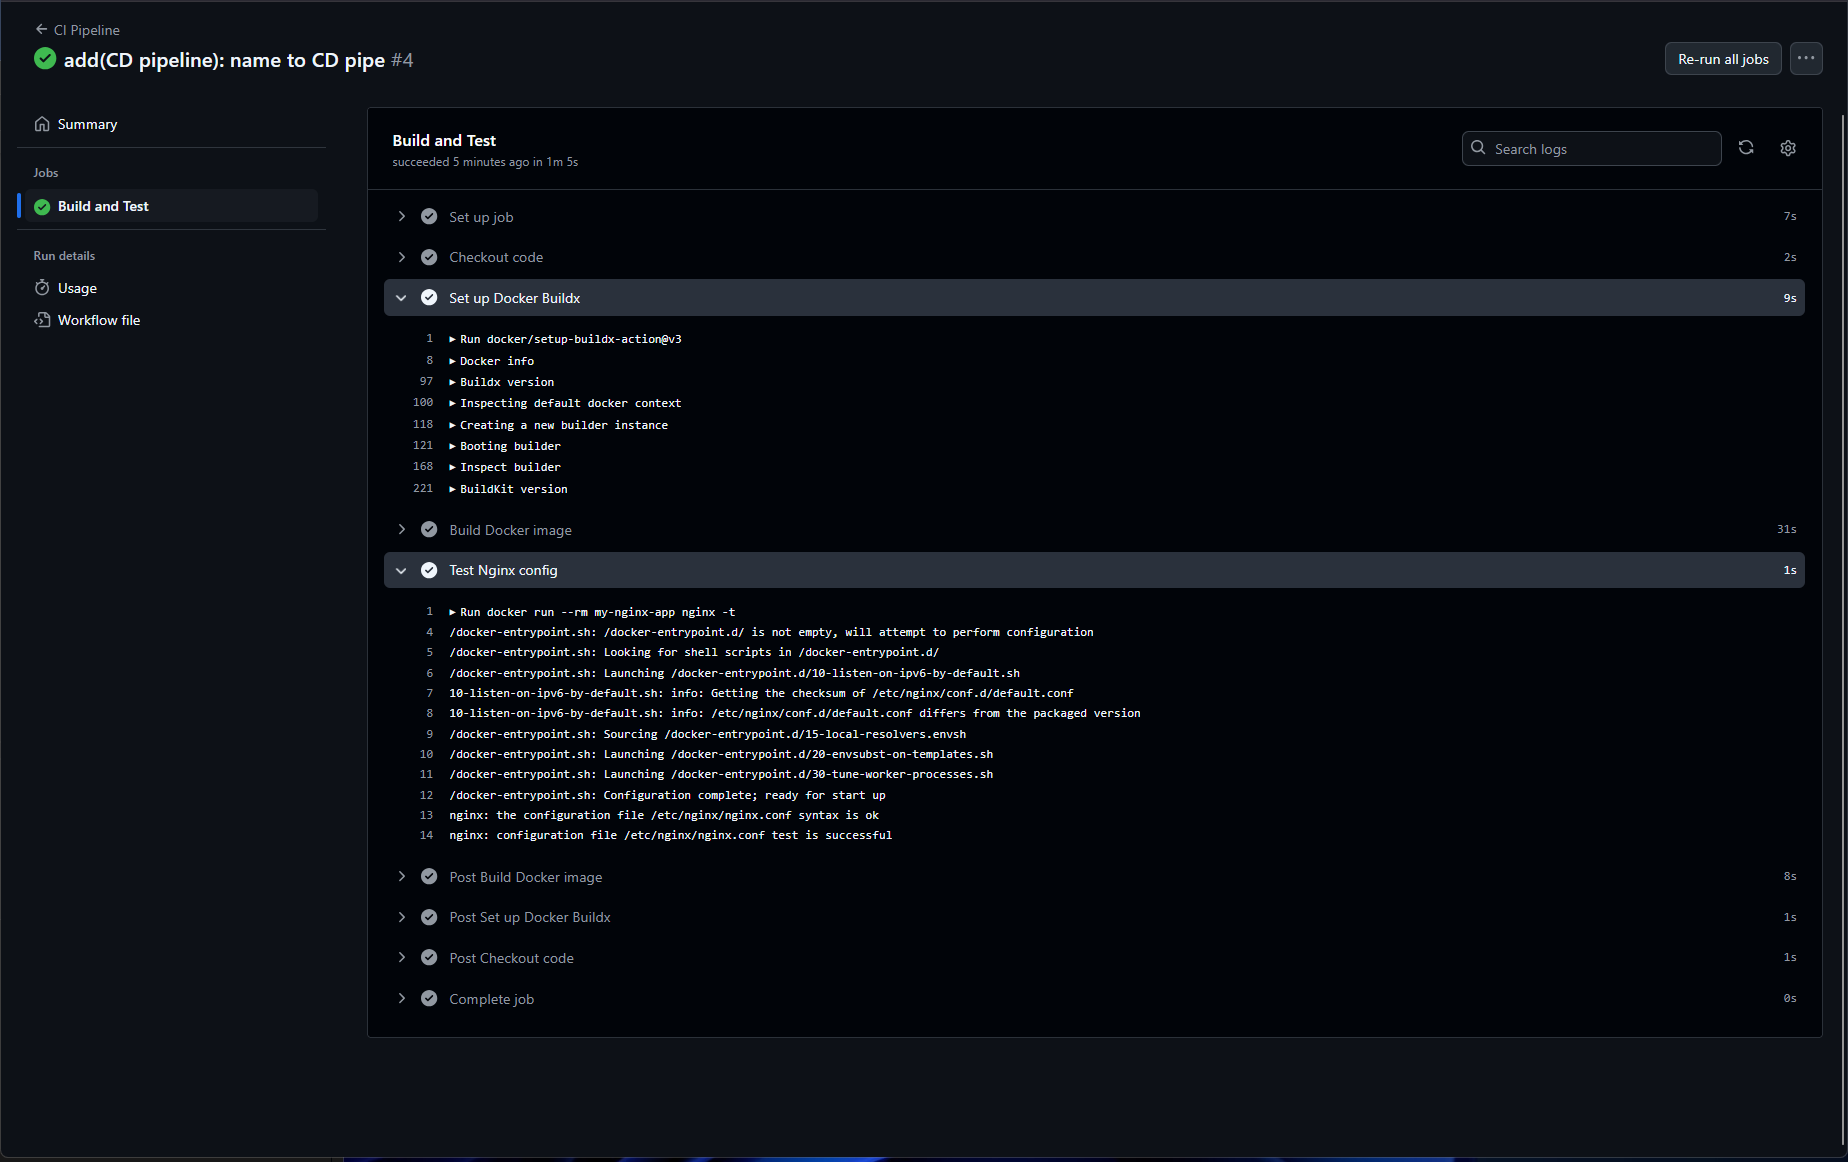 CI Pipeline
add(CD pipeline): name to CD pipe #4
Re-run all jobs
Summary
Jobs
Build and Test
Run details
Usage
Workflow file
Build and Test
succeeded 5 minutes ago in 1m 5s
Search logs
Set up job 7s
Checkout code 2s
Set up Docker Buildx 9s
1 Run docker/setup-buildx-action@v3
8 Docker info
97 Buildx version
100 Inspecting default docker context
118 Creating a new builder instance
121 Booting builder
168 Inspect builder
221 BuildKit version
Build Docker image 31s
Test Nginx config 1s
1 Run docker run --rm my-nginx-app nginx -t
4 /docker-entrypoint.sh: /docker-entrypoint.d/ is not empty, will attempt to perform configuration
5 /docker-entrypoint.sh: Looking for shell scripts in /docker-entrypoint.d/
6 /docker-entrypoint.sh: Launching /docker-entrypoint.d/10-listen-on-ipv6-by-default.sh
7 10-listen-on-ipv6-by-default.sh: info: Getting the checksum of /etc/nginx/conf.d/default.conf
8 10-listen-on-ipv6-by-default.sh: info: /etc/nginx/conf.d/default.conf differs from the packaged version
9 /docker-entrypoint.sh: Sourcing /docker-entrypoint.d/15-local-resolvers.envsh
10 /docker-entrypoint.sh: Launching /docker-entrypoint.d/20-envsubst-on-templates.sh
11 /docker-entrypoint.sh: Launching /docker-entrypoint.d/30-tune-worker-processes.sh
12 /docker-entrypoint.sh: Configuration complete; ready for start up
13 nginx: the configuration file /etc/nginx/nginx.conf syntax is ok
14 nginx: configuration file /etc/nginx/nginx.conf test is successful
Post Build Docker image 8s
Post Set up Docker Buildx 1s
Post Checkout code 1s
Complete job 0s